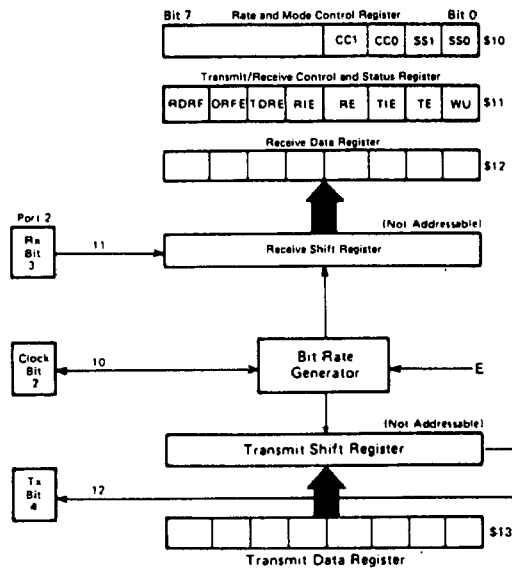 Bit 7 Rate and Mode Control Register Bit 0
CC1 CC0 SS1 SS0 $10
Transmit/Receive Control and Status Register
RDRF ORFE TDRE RIE RE TIE TE WU $11
Receive Data Register
$12
Port 2
(Not Addressable)
Rx
Bit
3
11
Receive Shift Register
Clock
Bit
2
10
Bit Rate
Generator
E
(Not Addressable)
Transmit Shift Register
Tx
Bit
4
12
$13
Transmit Data Register